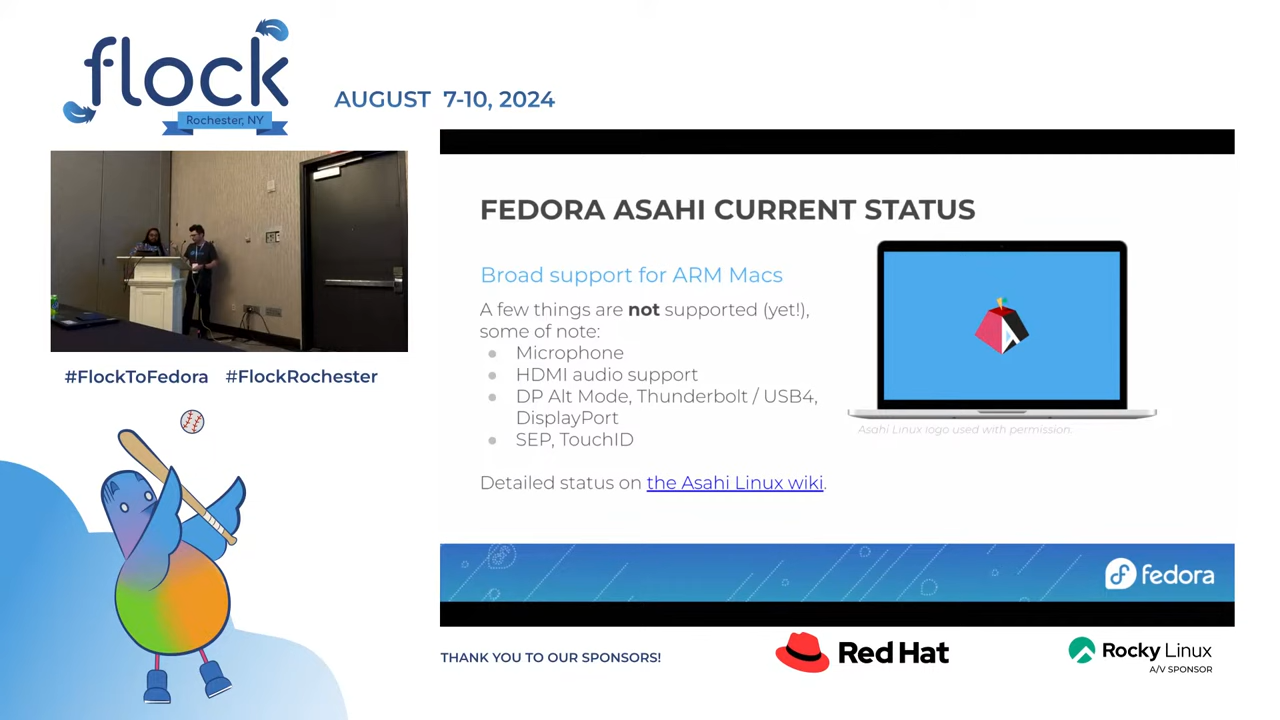 flock
Rochester, NY
AUGUST 7-10, 2024
FEDORA ASAHI CURRENT STATUS
Broad support for ARM Macs
A few things are not supported (yet!),
some of note:
● Microphone
● HDMI audio support
● DP Alt Mode, Thunderbolt / USB4,
DisplayPort
● SEP, TouchID
Detailed status on the Asahi Linux wiki.
Asahi Linux logo used with permission.
fedora
#FlockToFedora #FlockRochester
THANK YOU TO OUR SPONSORS!
Red Hat
Rocky Linux
A/V SPONSOR